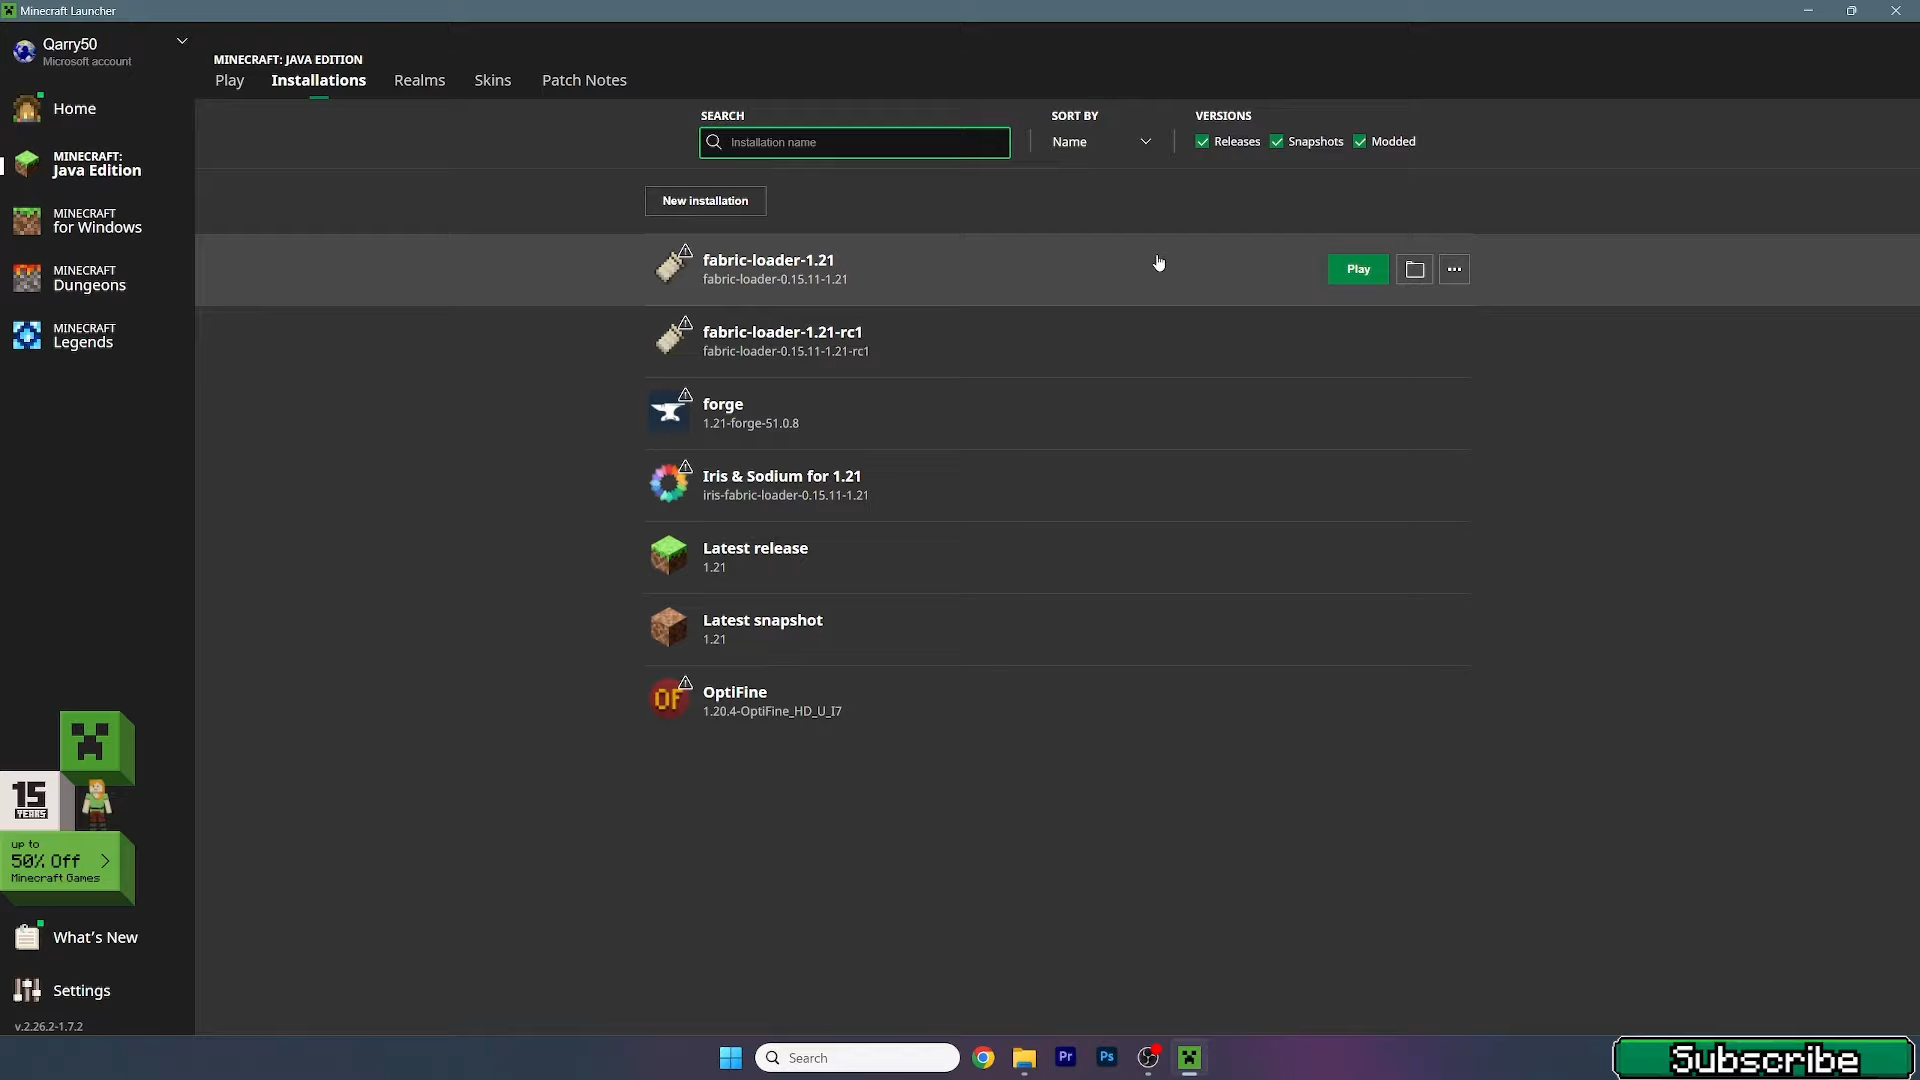 Minecraft Launcher
Qarry50
Microsoft account
Home
MINECRAFT:
Java Edition
MINECRAFT
for Windows
MINECRAFT
Dungeons
MINECRAFT
Legends
15
YEARS
up to
50% Off
Minecraft Games
What's New
Settings
v.2.26.2-1.7.2
MINECRAFT: JAVA EDITION
Play Installations Realms Skins Patch Notes
SEARCH
Installation name
SORT BY
Name
VERSIONS
Releases Snapshots Modded
New installation
fabric-loader-1.21
fabric-loader-0.15.11-1.21
Play
fabric-loader-1.21-rc1
fabric-loader-0.15.11-1.21-rc1
forge
1.21-forge-51.0.8
Iris & Sodium for 1.21
iris-fabric-loader-0.15.11-1.21
Latest release
1.21
Latest snapshot
1.21
OF
OptiFine
1.20.4-OptiFine_HD_U_I7
Search
Pr
Ps
Subscribe